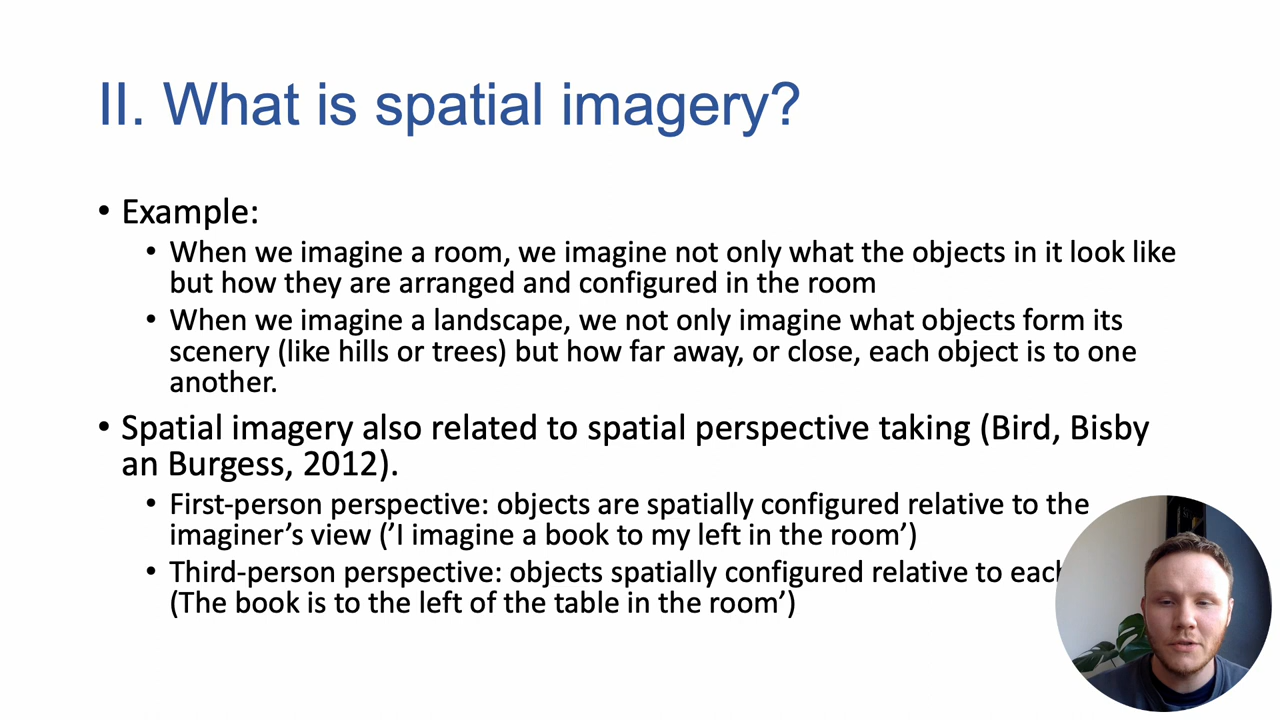 II. What is spatial imagery?
• Example:
• When we imagine a room, we imagine not only what the objects in it look like
but how they are arranged and configured in the room
• When we imagine a landscape, we not only imagine what objects form its
scenery (like hills or trees) but how far away, or close, each object is to one
another.
• Spatial imagery also related to spatial perspective taking (Bird, Bisby
an Burgess, 2012).
• First-person perspective: objects are spatially configured relative to the
imaginer’s view (’I imagine a book to my left in the room’)
• Third-person perspective: objects spatially configured relative to each
(The book is to the left of the table in the room’)